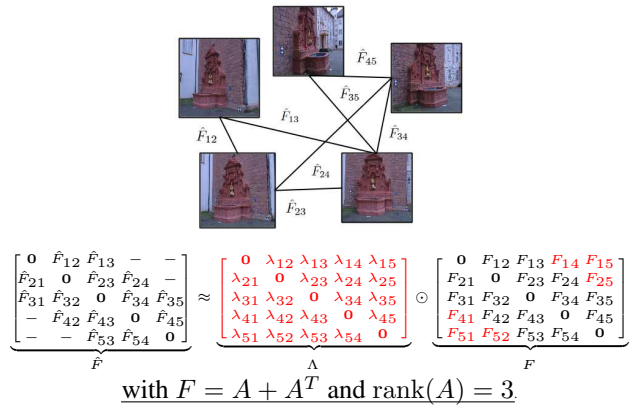 F̂₄₅
F̂₃₅
F̂₁₃
F̂₁₂
F̂₃₄
F̂₂₄
F̂₂₃
[0 F̂₁₂ F̂₁₃ – –] [0 λ₁₂ λ₁₃ λ₁₄ λ₁₅] [0 F₁₂ F₁₃ F₁₄ F₁₅]
[F̂₂₁ 0 F̂₂₃ F̂₂₄ –] [λ₂₁ 0 λ₂₃ λ₂₄ λ₂₅] [F₂₁ 0 F₂₃ F₂₄ F₂₅]
[F̂₃₁ F̂₃₂ 0 F̂₃₄ F̂₃₅] ≈ [λ₃₁ λ₃₂ 0 λ₃₄ λ₃₅] ⊙ [F₃₁ F₃₂ 0 F₃₄ F₃₅]
[– F̂₄₂ F̂₄₃ 0 F̂₄₅] [λ₄₁ λ₄₂ λ₄₃ 0 λ₄₅] [F₄₁ F₄₂ F₄₃ 0 F₄₅]
[– – F̂₅₃ F̂₅₄ 0] [λ₅₁ λ₅₂ λ₅₃ λ₅₄ 0] [F₅₁ F₅₂ F₅₃ F₅₄ 0]
F̂ Λ F
with F = A + Aᵀ and rank(A) = 3.